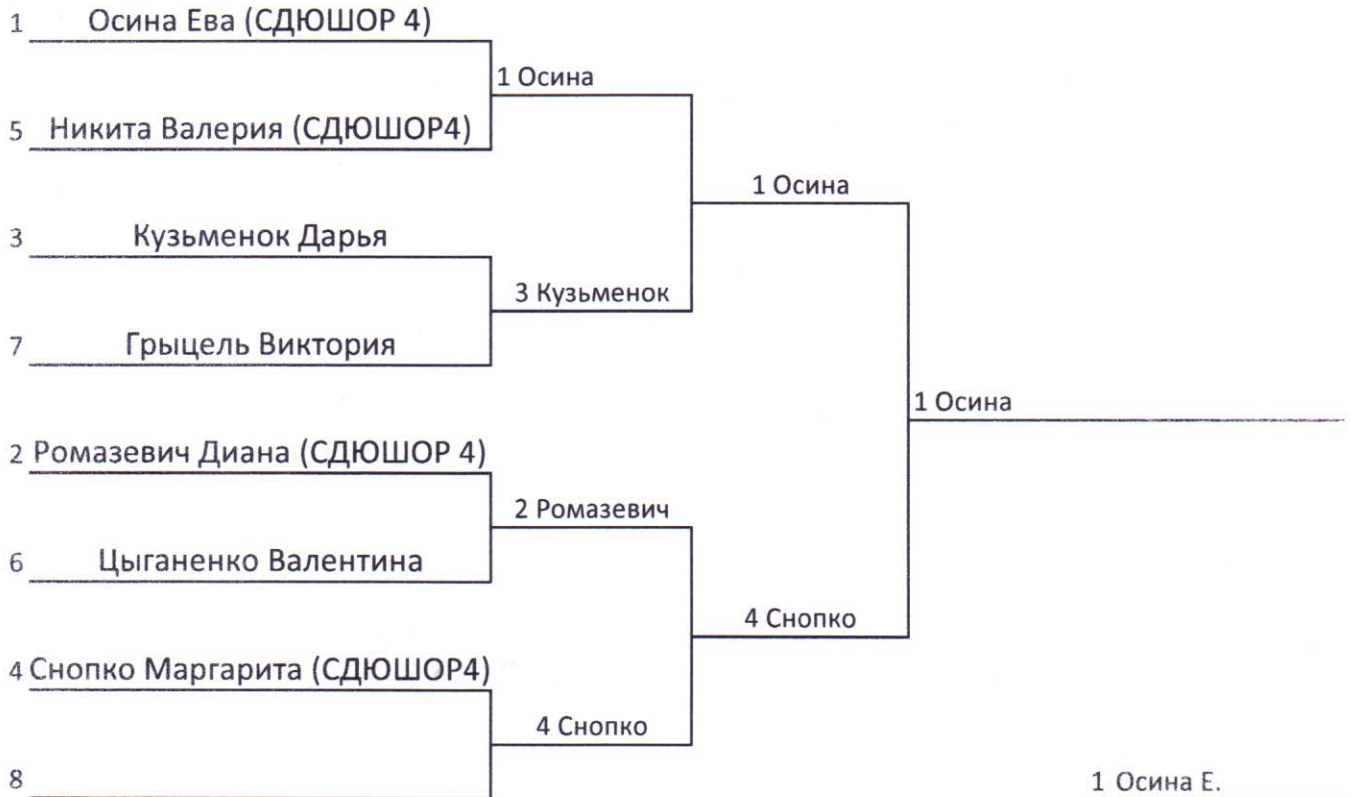 1 Осина Ева (СДЮШОР 4)
1 Осина
5 Никита Валерия (СДЮШОР4)
1 Осина
3 Кузьменок Дарья
3 Кузьменок
7 Грыцель Виктория
1 Осина
2 Ромазевич Диана (СДЮШОР 4)
2 Ромазевич
6 Цыганенко Валентина
4 Снопко
4 Снопко Маргарита (СДЮШОР4)
4 Снопко
8
1 Осина Е.